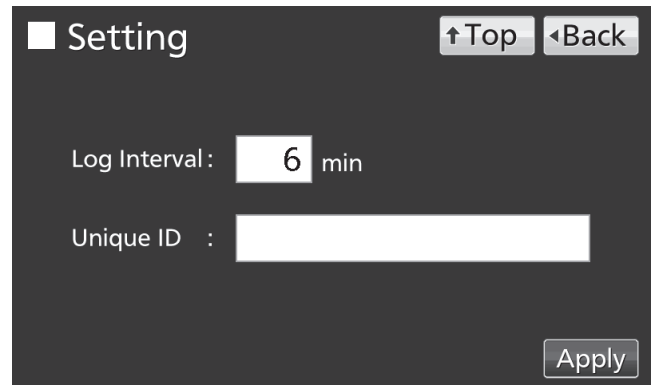 Setting
↑Top
◂Back
Log Interval: 6 min
Unique ID :
Apply